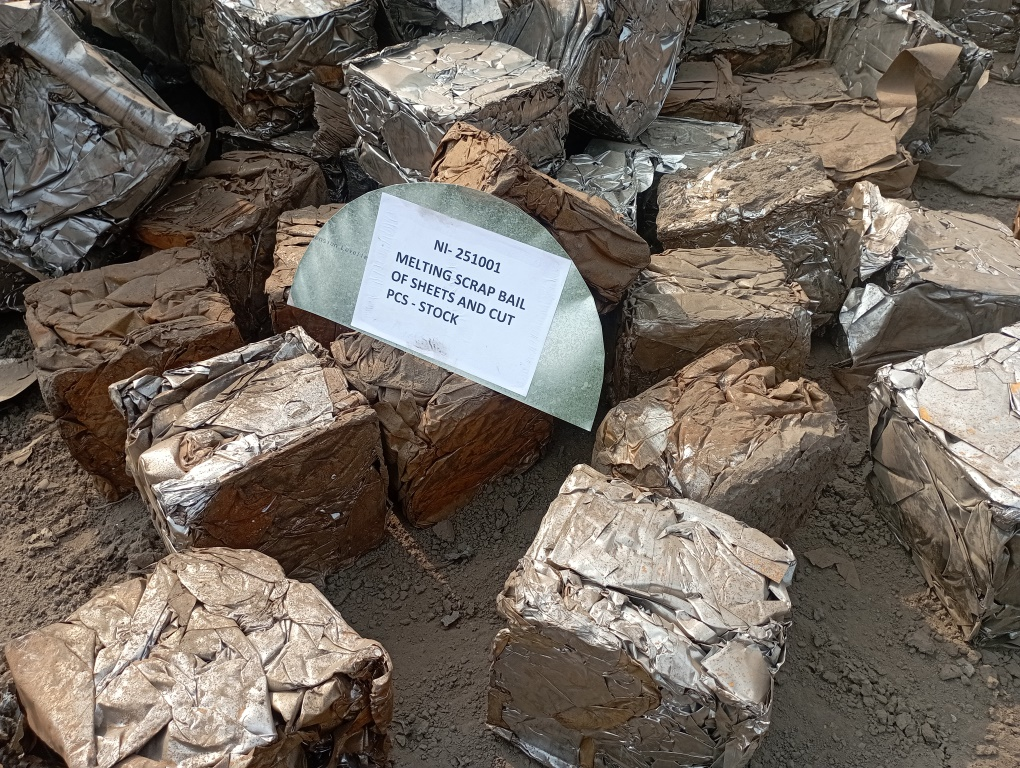 NI- 251001
MELTING SCRAP BAIL
OF SHEETS AND CUT
PCS - STOCK